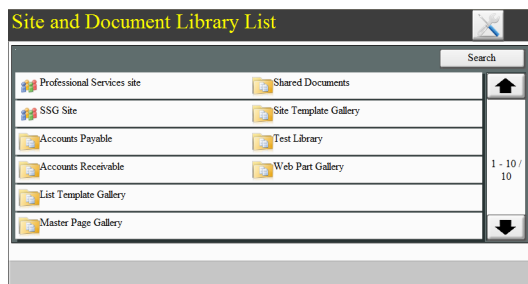 Site and Document Library List
Search
Professional Services site
Shared Documents
SSG Site
Site Template Gallery
Accounts Payable
Test Library
Accounts Receivable
Web Part Gallery
List Template Gallery
Master Page Gallery
1 - 10 /
10